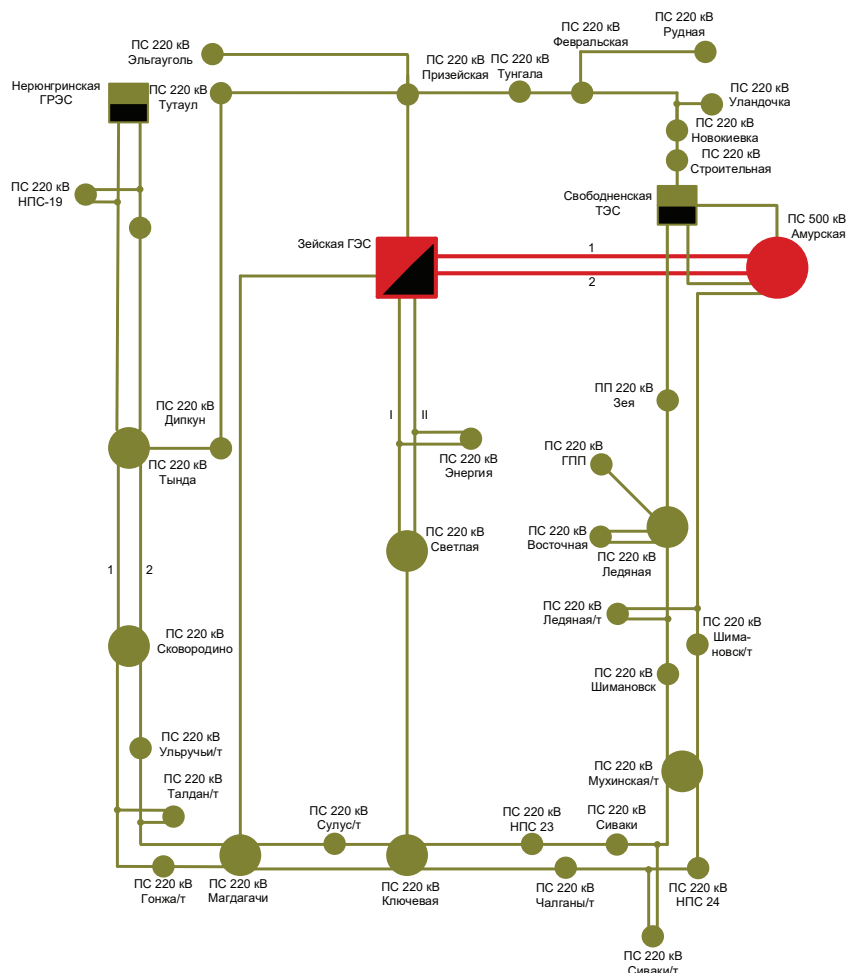 ПС 220 кВ
Эльгауголь
ПС 220 кВ
Призейская
ПС 220 кВ
Тунгала
ПС 220 кВ
Февральская
ПС 220 кВ
Рудная
Нерюнгринская
ГРЭС
ПС 220 кВ
Тутаул
ПС 220 кВ
Уландочка
ПС 220 кВ
Новокиевка
ПС 220 кВ
Строительная
ПС 220 кВ
НПС-19
Свободненская
ТЭС
ПС 500 кВ
Амурская
Зейская ГЭС
1
2
ПС 220 кВ
Дипкун
ПП 220 кВ
Зея
I
II
ПС 220 кВ
Тында
ПС 220 кВ
Энергия
ПС 220 кВ
ГПП
ПС 220 кВ
Светлая
ПС 220 кВ
Восточная
ПС 220 кВ
Ледяная
1
2
ПС 220 кВ
Ледяная/т
ПС 220 кВ
Шима-
новск/т
ПС 220 кВ
Сковородино
ПС 220 кВ
Шимановск
ПС 220 кВ
Ульручьи/т
ПС 220 кВ
Мухинская/т
ПС 220 кВ
Талдан/т
ПС 220 кВ
Сулус/т
ПС 220 кВ
НПС 23
ПС 220 кВ
Сиваки
ПС 220 кВ
Гонжа/т
ПС 220 кВ
Магдагачи
ПС 220 кВ
Ключевая
ПС 220 кВ
Чалганы/т
ПС 220 кВ
НПС 24
ПС 220 кВ
Сиваки/т